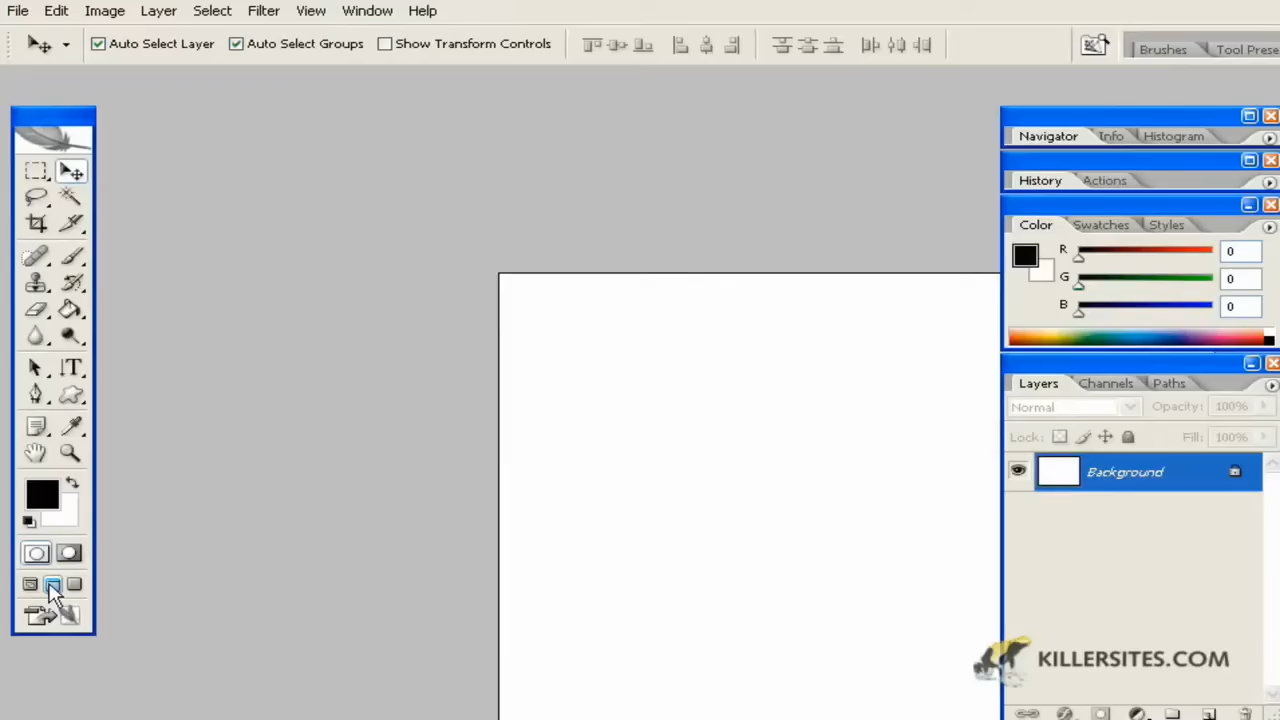 File Edit Image Layer Select Filter View Window Help
Auto Select Layer Auto Select Groups Show Transform Controls Brushes Tool Prese
Navigator Info Histogram
History Actions
Color Swatches Styles
R 0
G 0
B 0
Layers Channels Paths
Normal Opacity: 100%
Lock: Fill: 100%
Background
T
KILLERSITES.COM